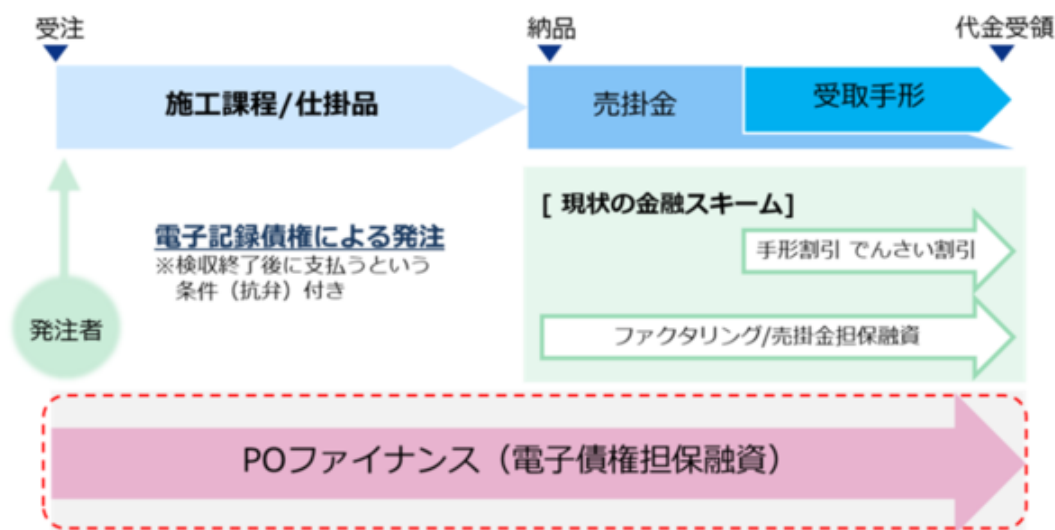 受注
納品
代金受領
施工課程/仕掛品
売掛金
受取手形
[ 現状の金融スキーム]
電子記録債権による発注
※検収終了後に支払うという
条件（抗弁）付き
手形割引 でんさい割引
発注者
ファクタリング/売掛金担保融資
POファイナンス（電子債権担保融資）